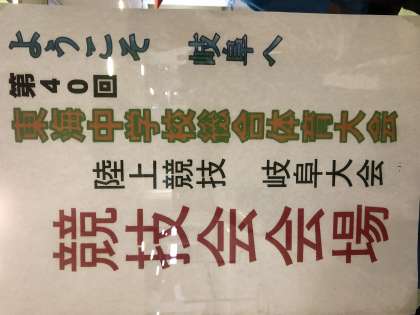 ようこそ 岐阜へ
第40回
東海中学校総合体育大会
陸上競技 岐阜大会
競技会会場